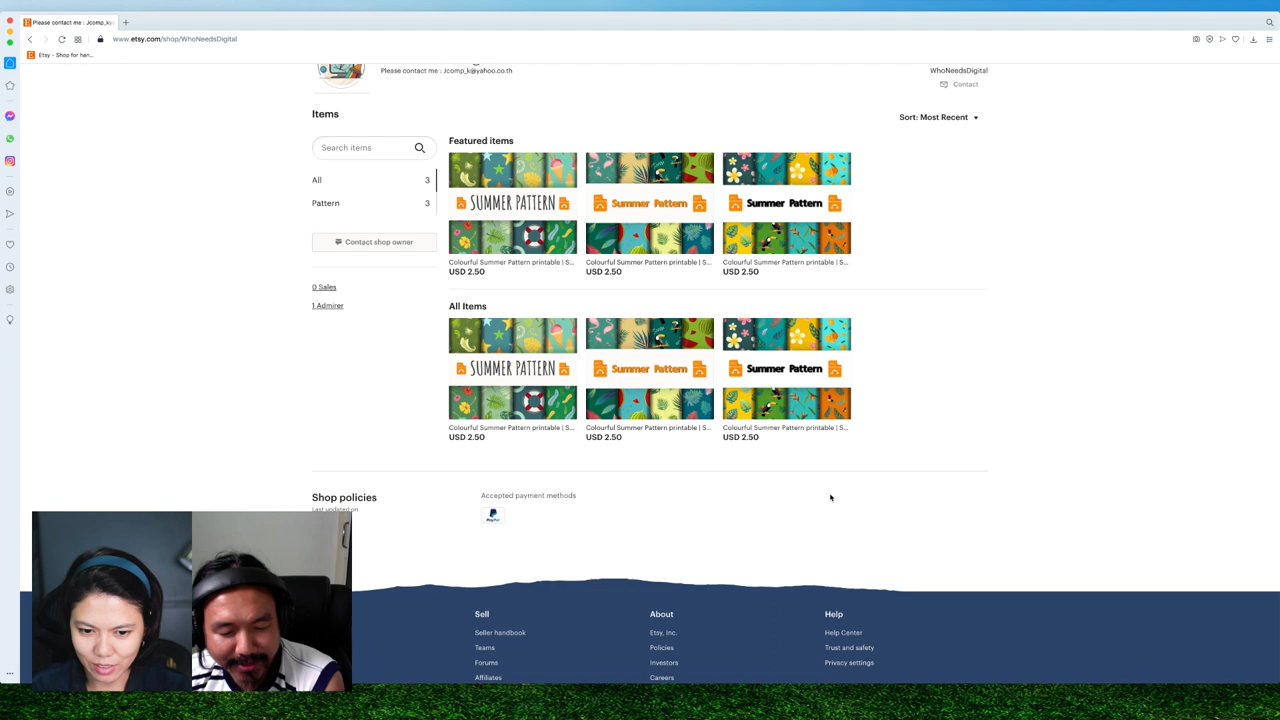 Please contact me : Jcomp_ky
www.etsy.com/shop/WhoNeedsDigital
Etsy - Shop for han...
Please contact me : Jcomp_k@yahoo.co.th
WhoNeedsDigital
Contact
Items
Sort: Most Recent
Search items
All 3
Pattern 3
Contact shop owner
0 Sales
1 Admirer
Featured items
SUMMER PATTERN
Summer Pattern
Summer Pattern
Colourful Summer Pattern printable | S...
Colourful Summer Pattern printable | S...
Colourful Summer Pattern printable | S...
USD 2.50
USD 2.50
USD 2.50
All Items
SUMMER PATTERN
Summer Pattern
Summer Pattern
Colourful Summer Pattern printable | S...
Colourful Summer Pattern printable | S...
Colourful Summer Pattern printable | S...
USD 2.50
USD 2.50
USD 2.50
Shop policies
Last updated on
Accepted payment methods
PayPal
Sell
Seller handbook
Teams
Forums
Affiliates
About
Etsy, Inc.
Policies
Investors
Careers
Help
Help Center
Trust and safety
Privacy settings